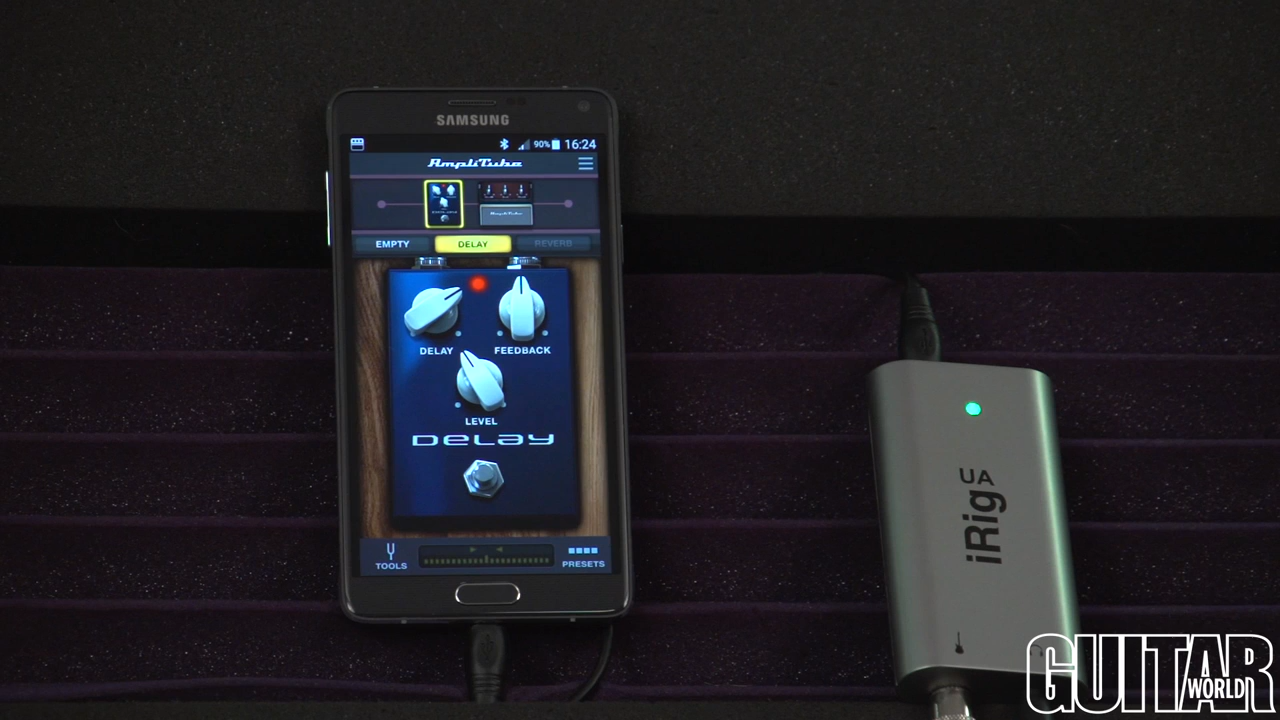 SAMSUNG
90% 16:24
AmpliTube
EMPTY DELAY REVERB
DELAY FEEDBACK
LEVEL
DELAY
TOOLS PRESETS
iRig UA
GUITAR WORLD